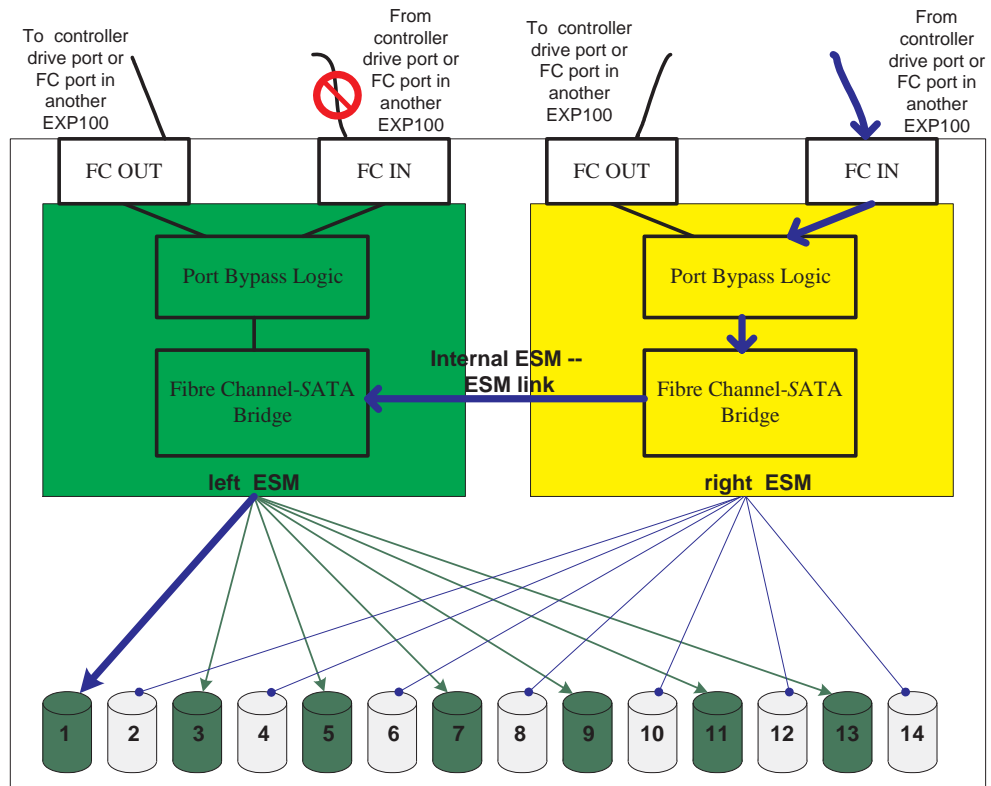 To controller
drive port or
FC port in
another
EXP100
From
controller
drive port or
FC port in
another
EXP100
To controller
drive port or
FC port in
another
EXP100
From
controller
drive port or
FC port in
another
EXP100
FC OUT
FC IN
FC OUT
FC IN
Port Bypass Logic
Port Bypass Logic
Internal ESM --
ESM link
Fibre Channel-SATA
Bridge
Fibre Channel-SATA
Bridge
left ESM
right ESM
1 2 3 4 5 6 7 8 9 10 11 12 13 14